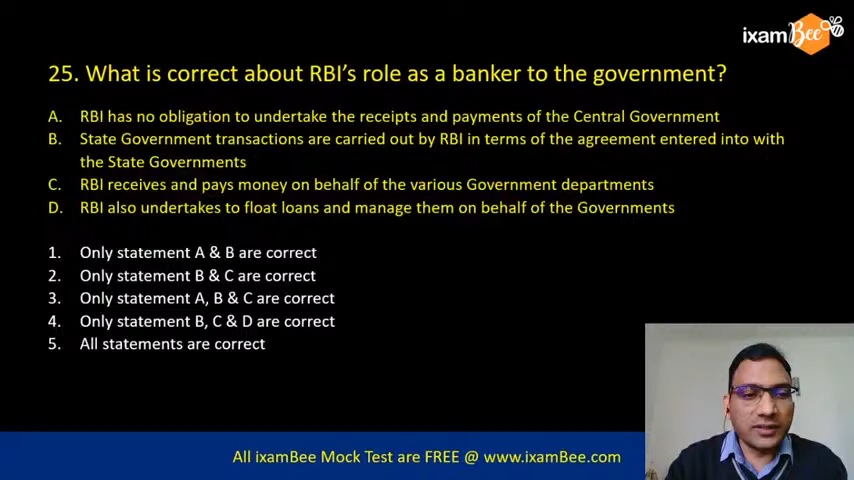 ixamBee
25. What is correct about RBI's role as a banker to the government?
A. RBI has no obligation to undertake the receipts and payments of the Central Government
B. State Government transactions are carried out by RBI in terms of the agreement entered into with
the State Governments
C. RBI receives and pays money on behalf of the various Government departments
D. RBI also undertakes to float loans and manage them on behalf of the Governments
1. Only statement A & B are correct
2. Only statement B & C are correct
3. Only statement A, B & C are correct
4. Only statement B, C & D are correct
5. All statements are correct
All ixamBee Mock Test are FREE @ www.ixamBee.com